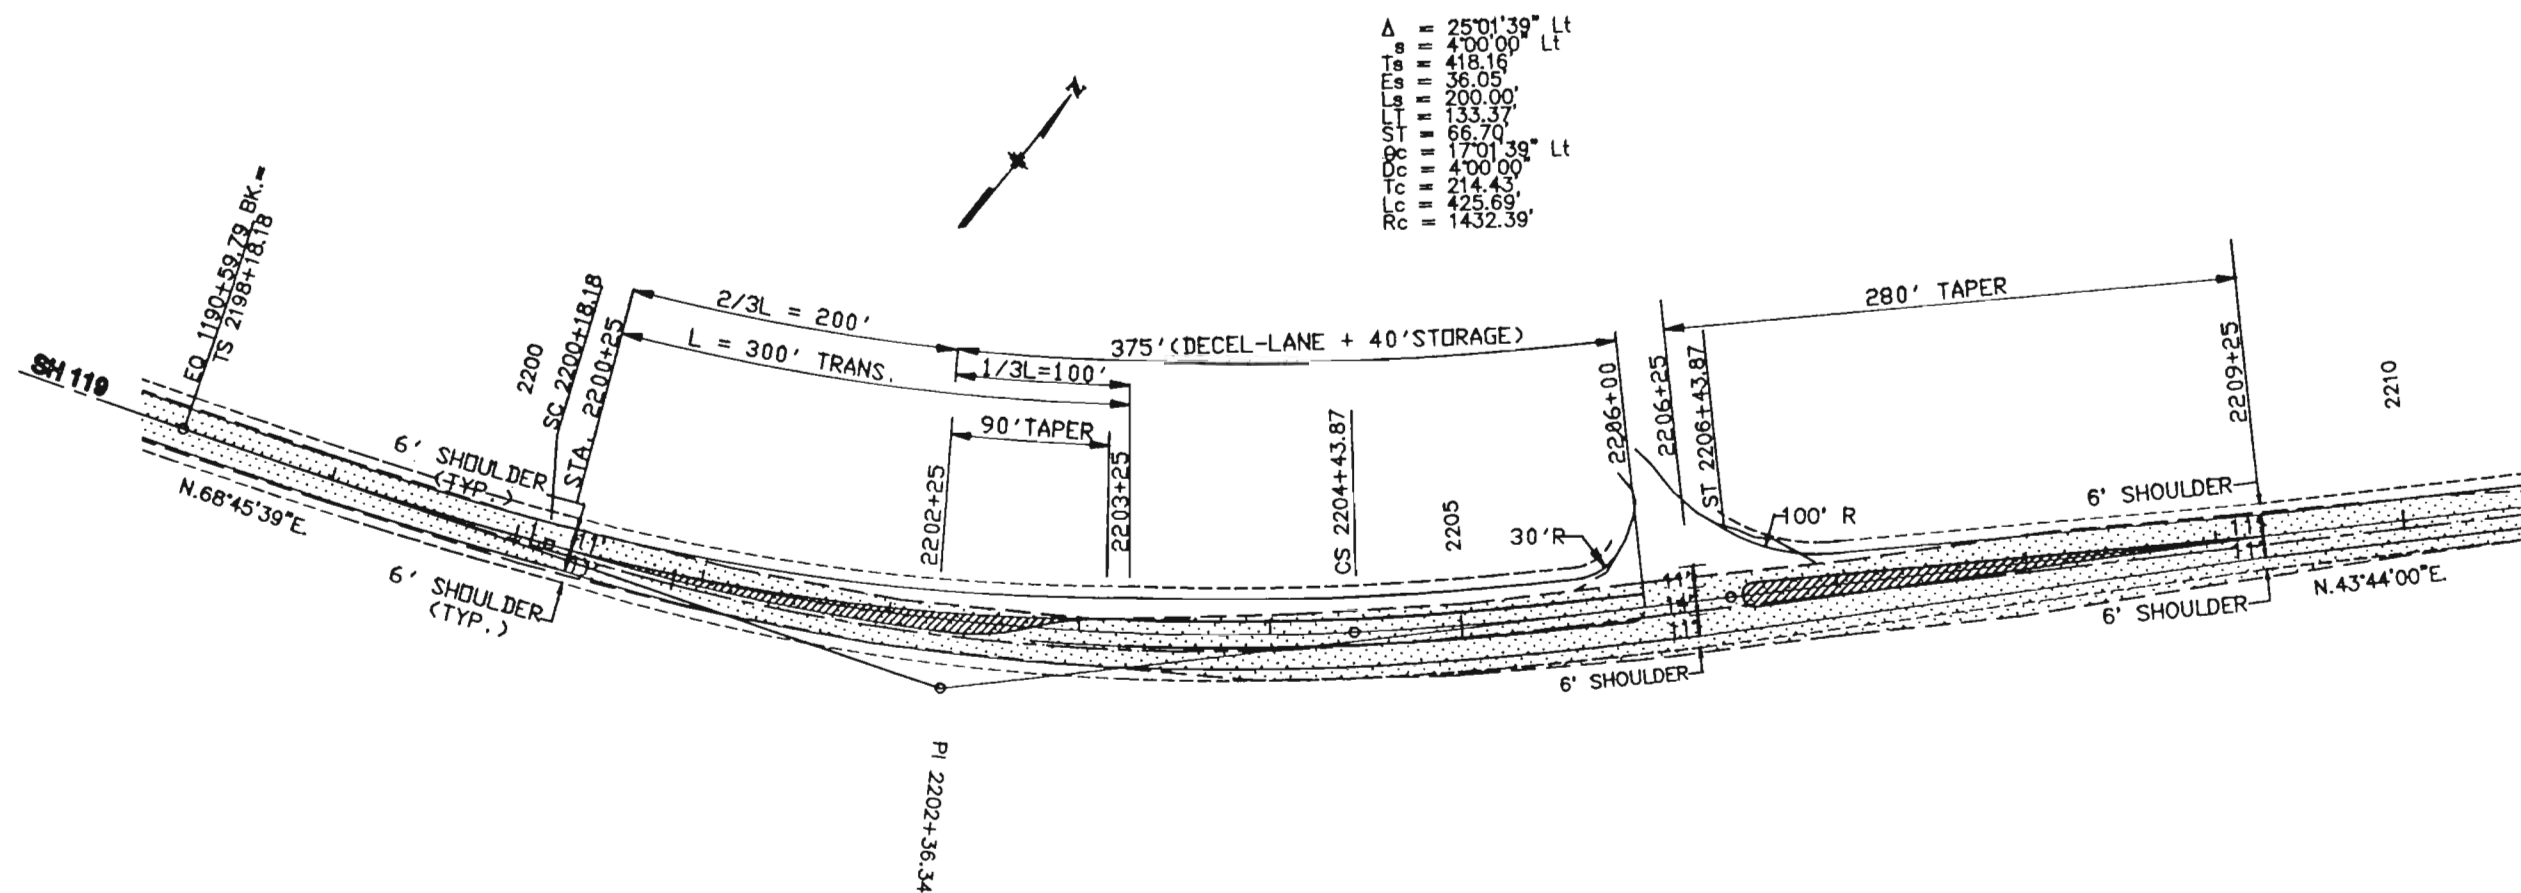 Δ = 25°01'39" Lt
s = 4°00'00" Lt
Ts = 418.16'
Es = 36.05'
Ls = 200.00'
LT = 133.37'
ST = 66.70'
θc = 17°01'39" Lt
Dc = 4°00'00"
Tc = 214.43'
Lc = 425.69'
Rc = 1432.39'
N
SH 119
EQ 1190+59.79 BK.=
TS 2198+18.18
2200
SC 2200+18.18
STA. 2200+25
2/3L = 200'
L = 300' TRANS.
375'(DECEL-LANE + 40'STORAGE)
1/3L=100'
90'TAPER
2202+25
2203+25
CS 2204+43.87
2205
2206+00
2206+25
ST 2206+43.87
280' TAPER
2209+25
2210
6' SHOULDER
(TYP.)
N.68°45'39"E.
6' SHOULDER
(TYP.)
11'
30'R
100' R
11'
14'
11'
6' SHOULDER
6' SHOULDER
11'
11'
6' SHOULDER
N.43°44'00"E.
PI 2202+36.34